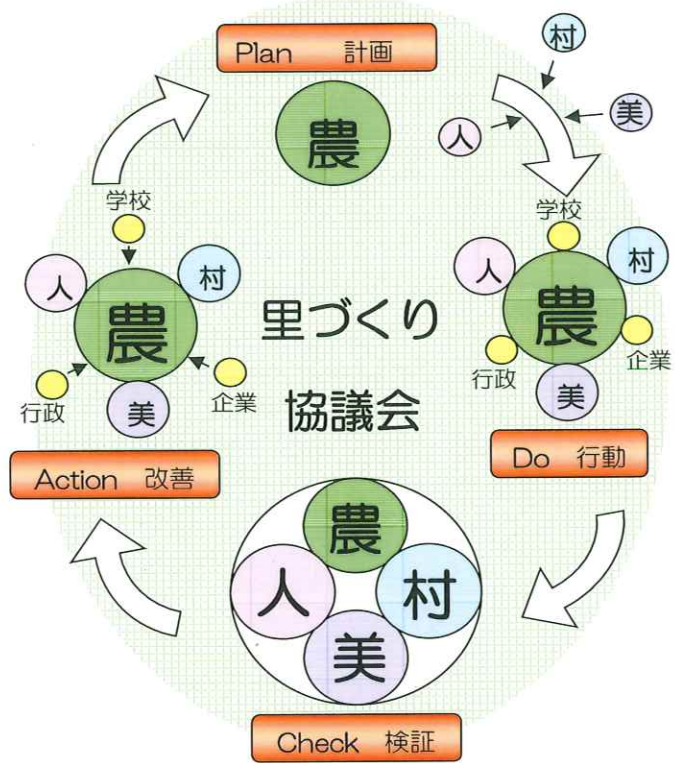 Plan 計画
農
村
美
人
学校
人
村
農
行政
企業
美
Do 行動
里づくり
協議会
学校
人
村
農
行政
企業
美
Action 改善
農
人
村
美
Check 検証